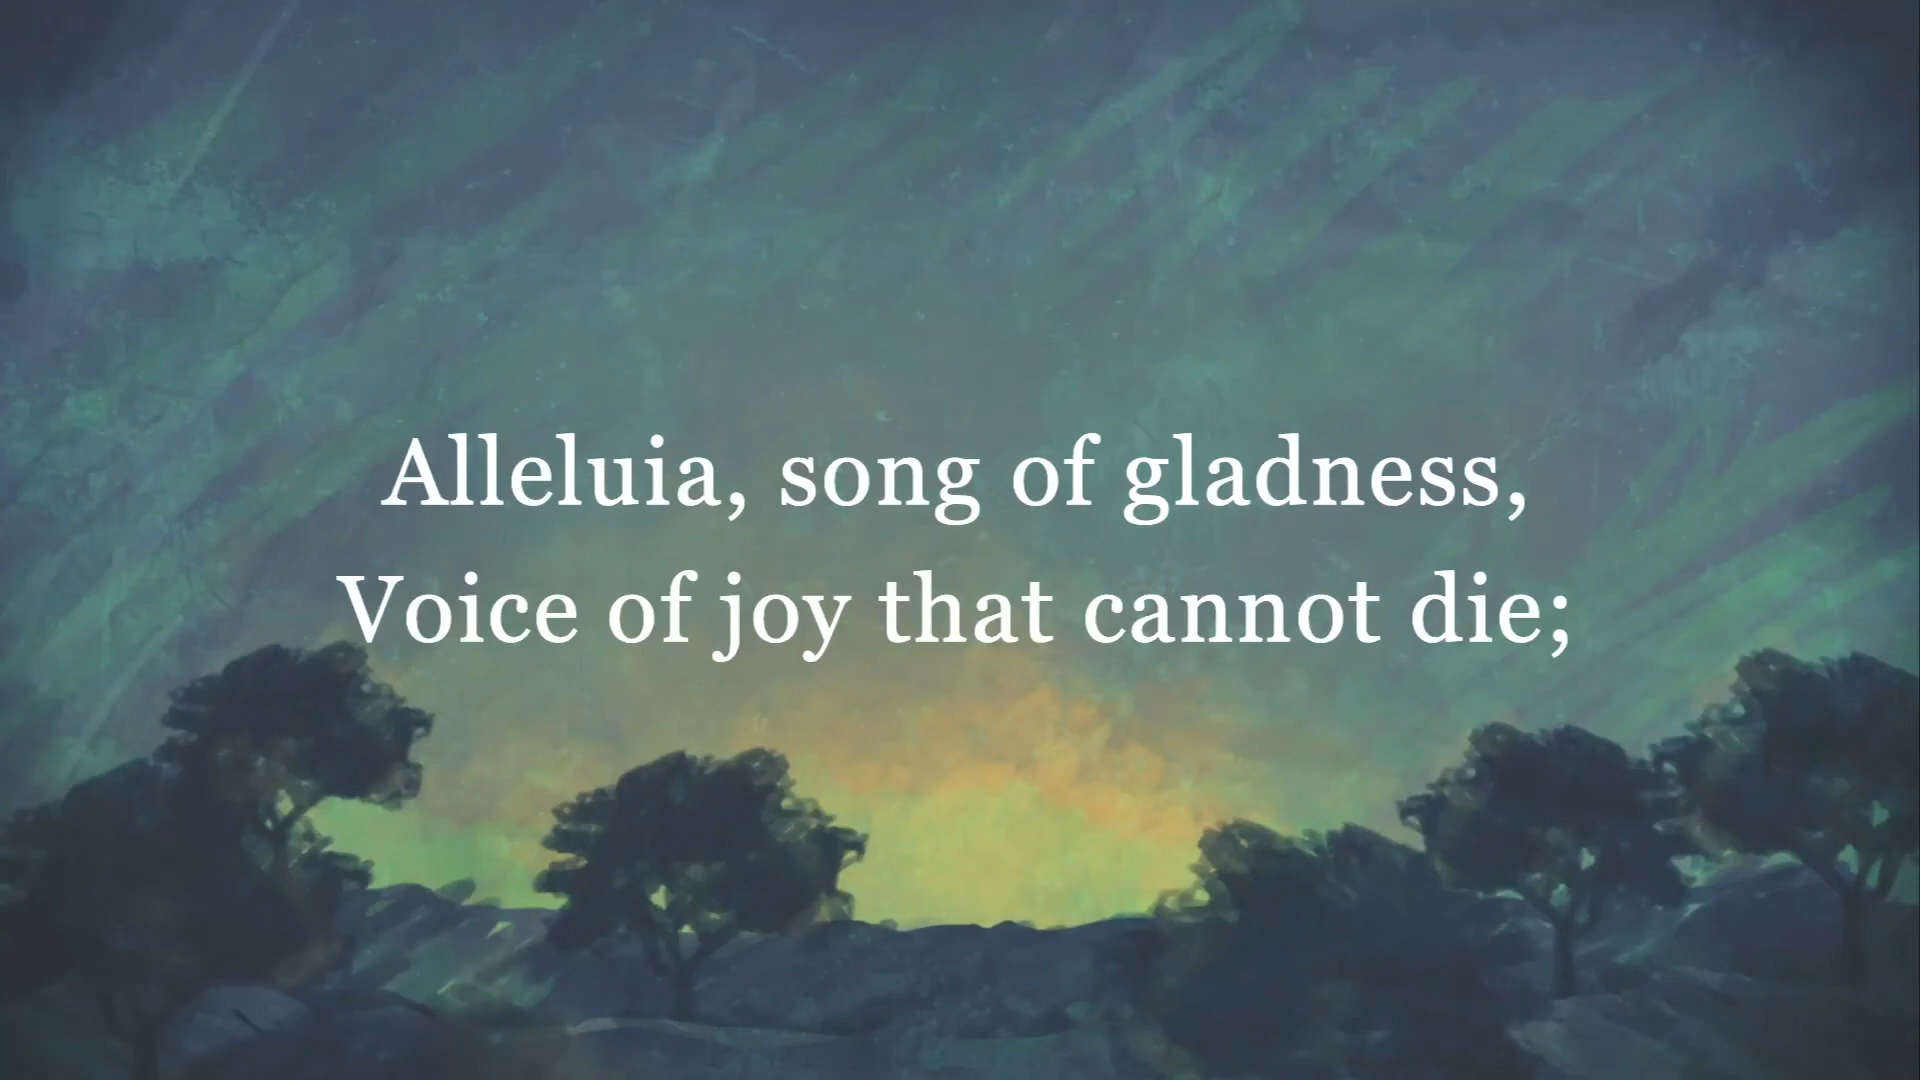 Alleluia, song of gladness,
Voice of joy that cannot die;